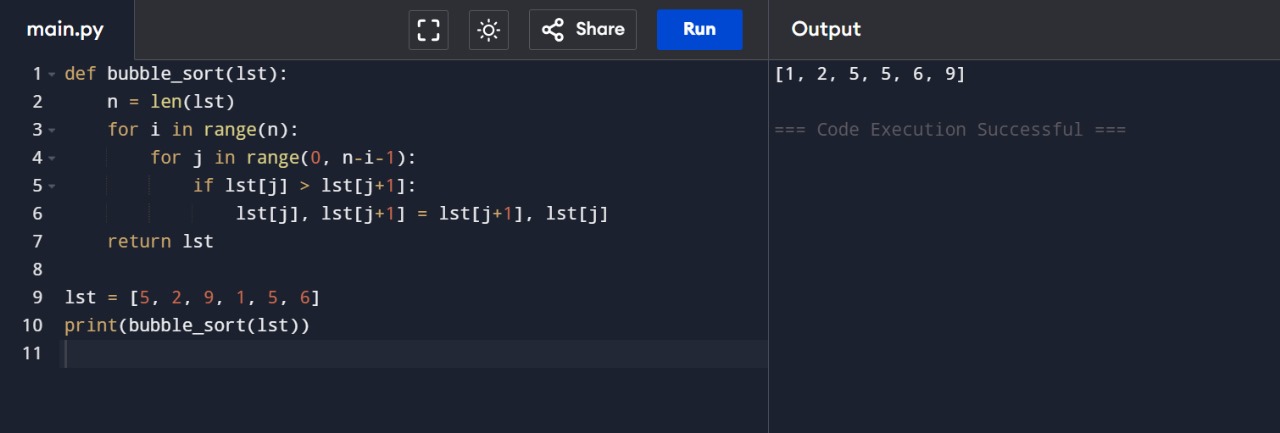 main.py Share Run Output
1 def bubble_sort(lst):
2     n = len(lst)
3     for i in range(n):
4         for j in range(0, n-i-1):
5             if lst[j] > lst[j+1]:
6                 lst[j], lst[j+1] = lst[j+1], lst[j]
7     return lst
8
9 lst = [5, 2, 9, 1, 5, 6]
10 print(bubble_sort(lst))
11
[1, 2, 5, 5, 6, 9]
=== Code Execution Successful ===